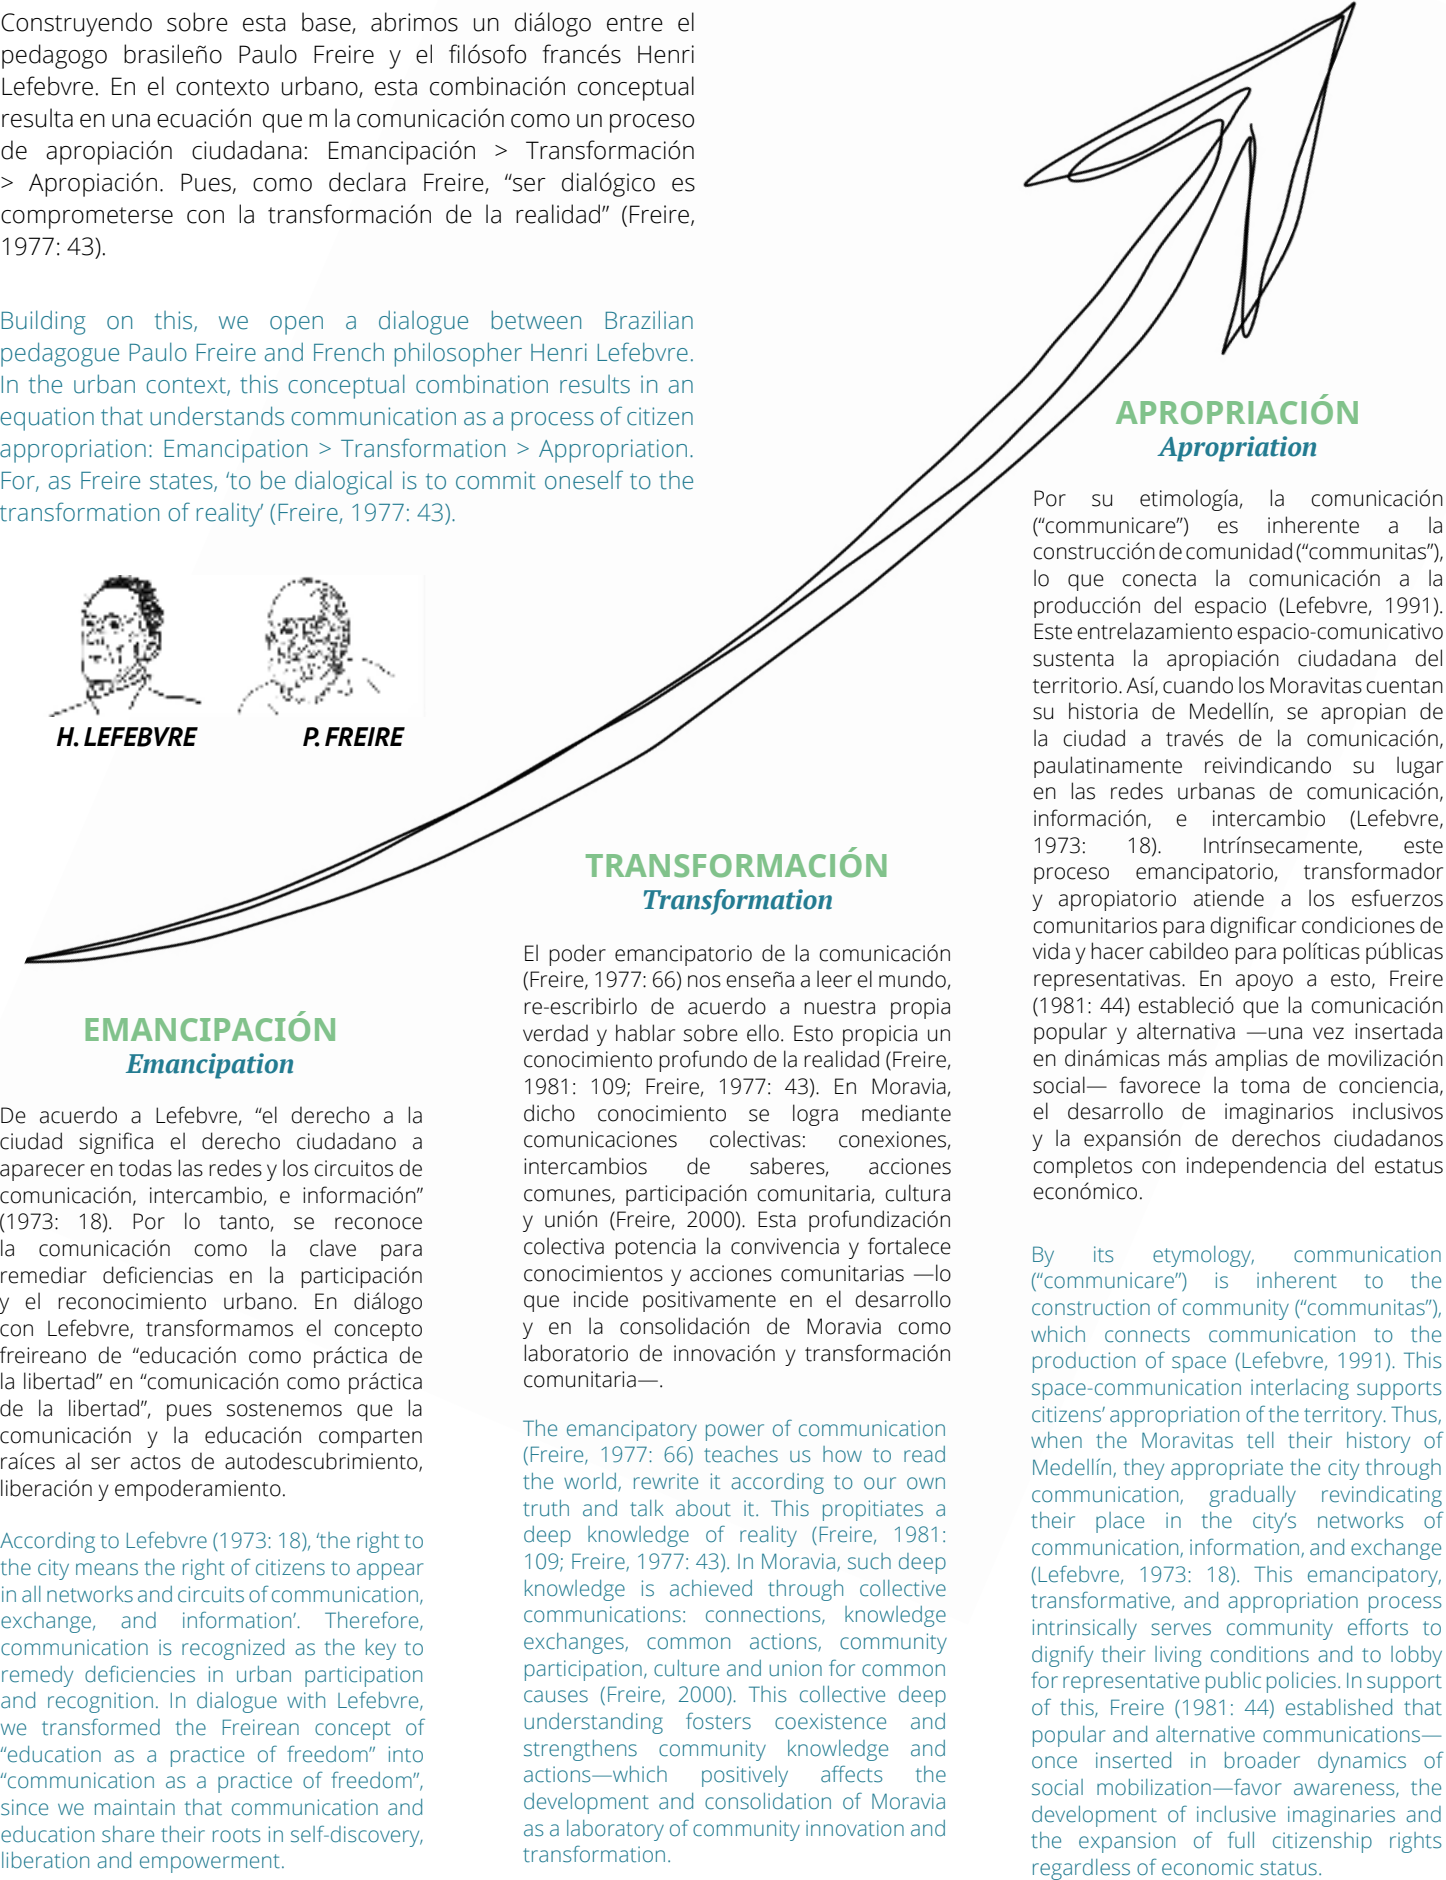 Construyendo sobre esta base, abrimos un diálogo entre el
pedagogo brasileño Paulo Freire y el filósofo francés Henri
Lefebvre. En el contexto urbano, esta combinación conceptual
resulta en una ecuación que m la comunicación como un proceso
de apropiación ciudadana: Emancipación > Transformación
> Apropiación. Pues, como declara Freire, “ser dialógico es
comprometerse con la transformación de la realidad” (Freire,
1977: 43).
Building on this, we open a dialogue between Brazilian
pedagogue Paulo Freire and French philosopher Henri Lefebvre.
In the urban context, this conceptual combination results in an
equation that understands communication as a process of citizen
appropriation: Emancipation > Transformation > Appropriation.
For, as Freire states, ‘to be dialogical is to commit oneself to the
transformation of reality’ (Freire, 1977: 43).
H. LEFEBVRE
P. FREIRE
EMANCIPACIÓN
Emancipation
De acuerdo a Lefebvre, “el derecho a la
ciudad significa el derecho ciudadano a
aparecer en todas las redes y los circuitos de
comunicación, intercambio, e información”
(1973: 18). Por lo tanto, se reconoce
la comunicación como la clave para
remediar deficiencias en la participación
y el reconocimiento urbano. En diálogo
con Lefebvre, transformamos el concepto
freireano de “educación como práctica de
la libertad” en “comunicación como práctica
de la libertad”, pues sostenemos que la
comunicación y la educación comparten
raíces al ser actos de autodescubrimiento,
liberación y empoderamiento.
According to Lefebvre (1973: 18), ‘the right to
the city means the right of citizens to appear
in all networks and circuits of communication,
exchange, and information’. Therefore,
communication is recognized as the key to
remedy deficiencies in urban participation
and recognition. In dialogue with Lefebvre,
we transformed the Freirean concept of
“education as a practice of freedom” into
“communication as a practice of freedom”,
since we maintain that communication and
education share their roots in self-discovery,
liberation and empowerment.
TRANSFORMACIÓN
Transformation
El poder emancipatorio de la comunicación
(Freire, 1977: 66) nos enseña a leer el mundo,
re-escribirlo de acuerdo a nuestra propia
verdad y hablar sobre ello. Esto propicia un
conocimiento profundo de la realidad (Freire,
1981: 109; Freire, 1977: 43). En Moravia,
dicho conocimiento se logra mediante
comunicaciones colectivas: conexiones,
intercambios de saberes, acciones
comunes, participación comunitaria, cultura
y unión (Freire, 2000). Esta profundización
colectiva potencia la convivencia y fortalece
conocimientos y acciones comunitarias —lo
que incide positivamente en el desarrollo
y en la consolidación de Moravia como
laboratorio de innovación y transformación
comunitaria—.
The emancipatory power of communication
(Freire, 1977: 66) teaches us how to read
the world, rewrite it according to our own
truth and talk about it. This propitiates a
deep knowledge of reality (Freire, 1981:
109; Freire, 1977: 43). In Moravia, such deep
knowledge is achieved through collective
communications: connections, knowledge
exchanges, common actions, community
participation, culture and union for common
causes (Freire, 2000). This collective deep
understanding fosters coexistence and
strengthens community knowledge and
actions—which positively affects the
development and consolidation of Moravia
as a laboratory of community innovation and
transformation.
APROPRIACIÓN
Apropriation
Por su etimología, la comunicación
(“communicare”) es inherente a la
construcción de comunidad (“communitas”),
lo que conecta la comunicación a la
producción del espacio (Lefebvre, 1991).
Este entrelazamiento espacio-comunicativo
sustenta la apropiación ciudadana del
territorio. Así, cuando los Moravitas cuentan
su historia de Medellín, se apropian de
la ciudad a través de la comunicación,
paulatinamente reivindicando su lugar
en las redes urbanas de comunicación,
información, e intercambio (Lefebvre,
1973: 18). Intrínsecamente, este
proceso emancipatorio, transformador
y apropiatorio atiende a los esfuerzos
comunitarios para dignificar condiciones de
vida y hacer cabildeo para políticas públicas
representativas. En apoyo a esto, Freire
(1981: 44) estableció que la comunicación
popular y alternativa —una vez insertada
en dinámicas más amplias de movilización
social— favorece la toma de conciencia,
el desarrollo de imaginarios inclusivos
y la expansión de derechos ciudadanos
completos con independencia del estatus
económico.
By its etymology, communication
(“communicare”) is inherent to the
construction of community (“communitas”),
which connects communication to the
production of space (Lefebvre, 1991). This
space-communication interlacing supports
citizens’ appropriation of the territory. Thus,
when the Moravitas tell their history of
Medellín, they appropriate the city through
communication, gradually revindicating
their place in the city’s networks of
communication, information, and exchange
(Lefebvre, 1973: 18). This emancipatory,
transformative, and appropriation process
intrinsically serves community efforts to
dignify their living conditions and to lobby
for representative public policies. In support
of this, Freire (1981: 44) established that
popular and alternative communications—
once inserted in broader dynamics of
social mobilization—favor awareness, the
development of inclusive imaginaries and
the expansion of full citizenship rights
regardless of economic status.